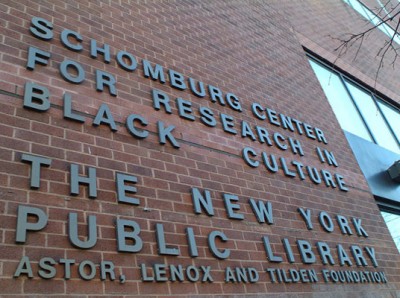 SCHOMBURG CENTER
FOR RESEARCH IN
BLACK CULTURE
THE NEW YORK
PUBLIC LIBRARY
ASTOR, LENOX AND TILDEN FOUNDATION